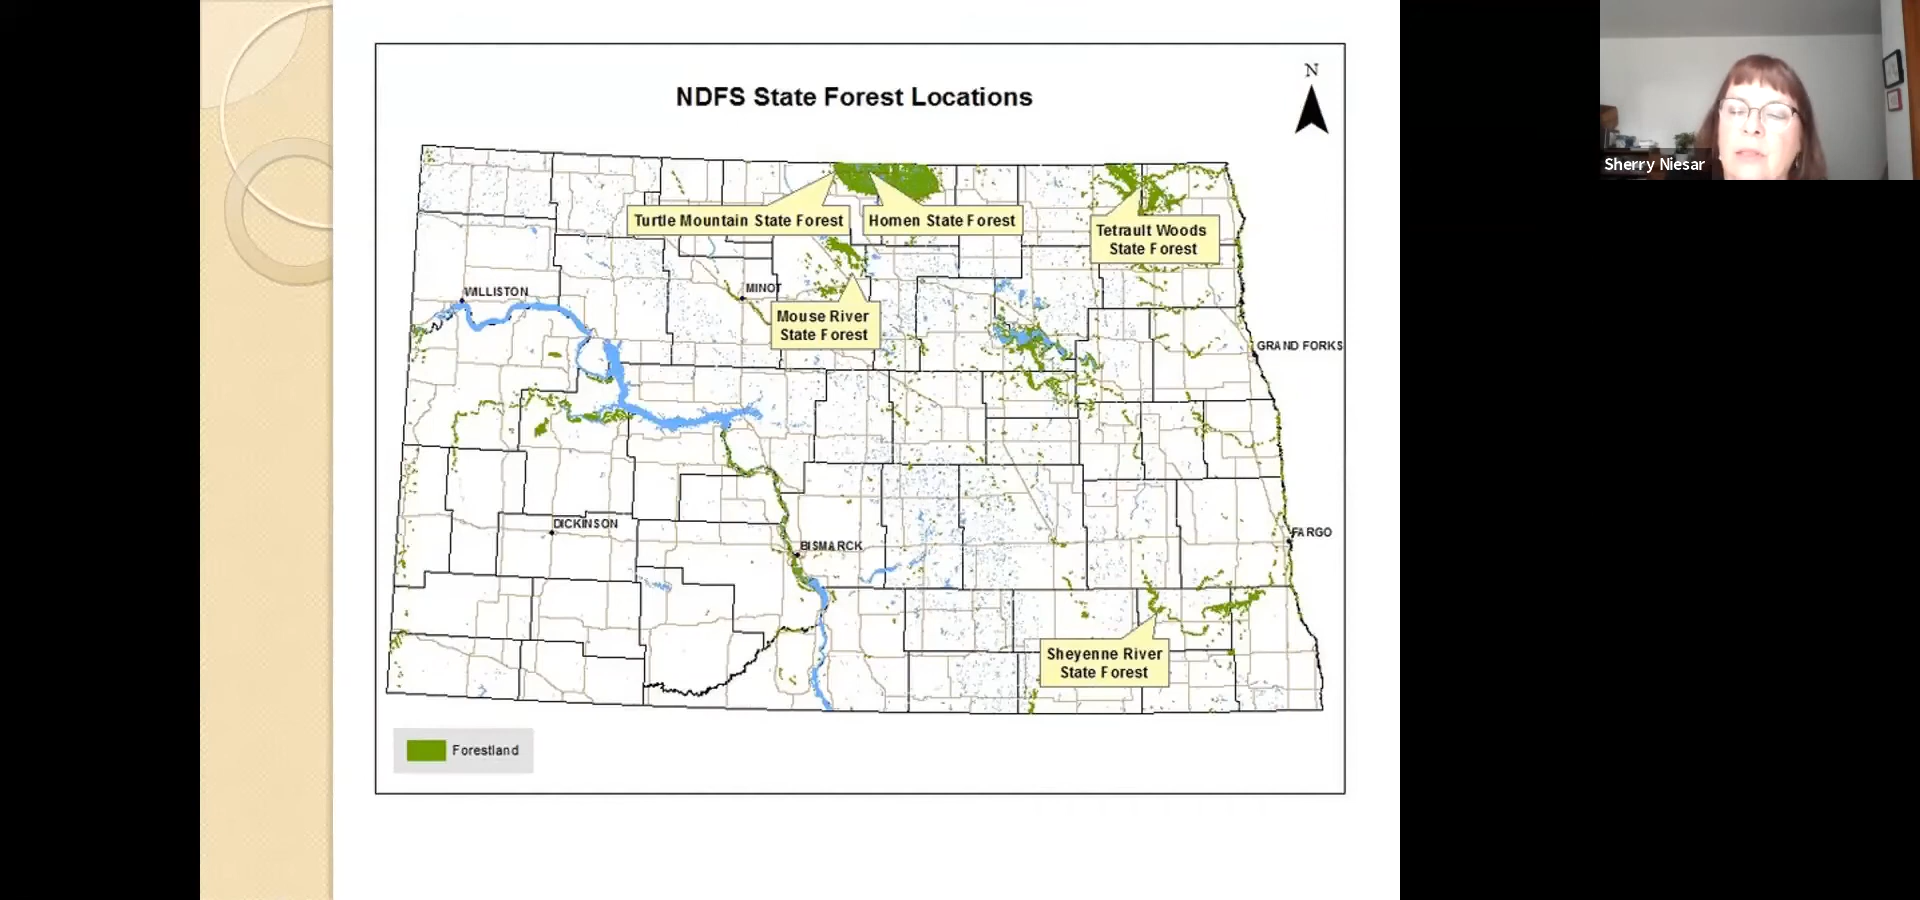 NDFS State Forest Locations
N
Sherry Niesar
Turtle Mountain State Forest
Homen State Forest
Tetrault Woods
State Forest
WILLISTON
MINOT
Mouse River
State Forest
GRAND FORKS
DICKINSON
BISMARCK
FARGO
Sheyenne River
State Forest
Forestland